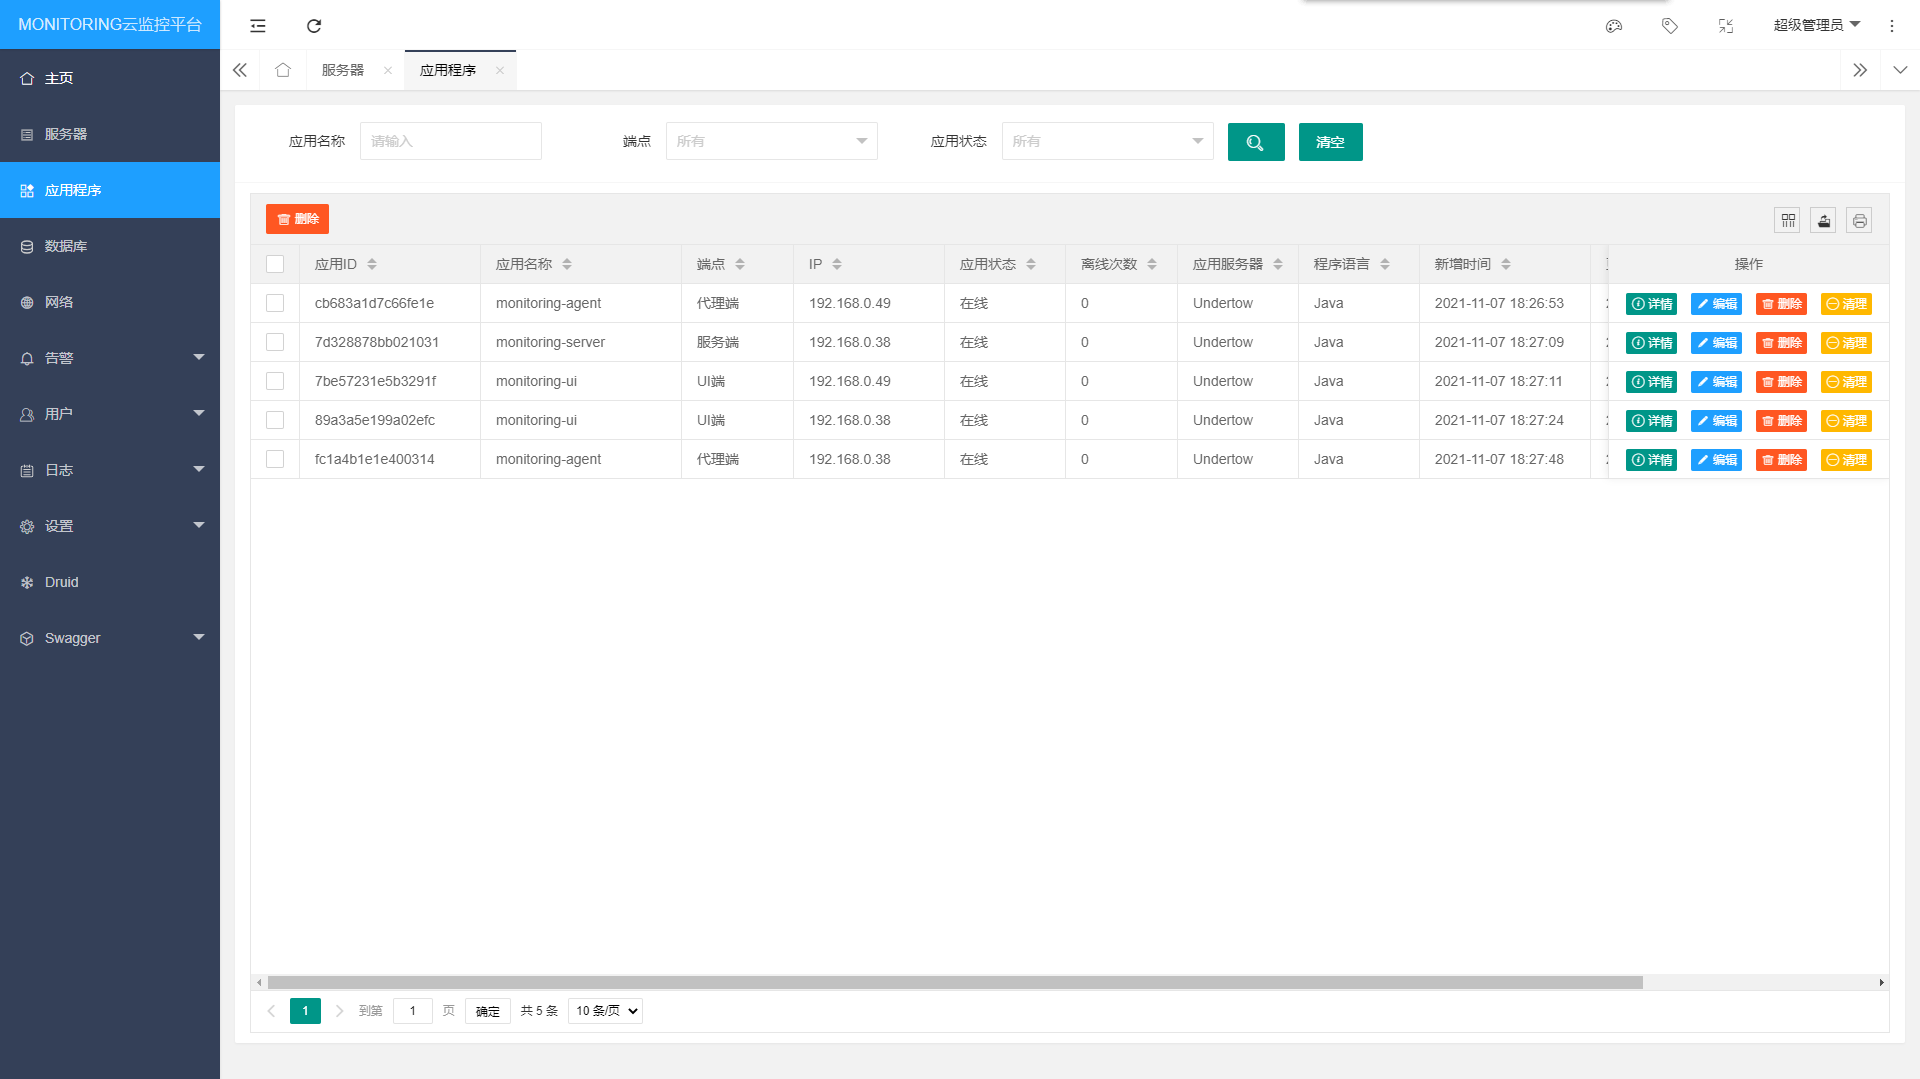 MONITORING云监控平台
超级管理员
主页
服务器
应用程序
数据库
网络
告警
用户
日志
设置
Druid
Swagger
服务器
应用程序
应用名称 请输入 端点 所有 应用状态 所有 清空
删除
应用ID 应用名称 端点 IP 应用状态 离线次数 应用服务器 程序语言 新增时间 操作
cb683a1d7c66fe1e monitoring-agent 代理端 192.168.0.49 在线 0 Undertow Java 2021-11-07 18:26:53 详情 编辑 删除 清理
7d328878bb021031 monitoring-server 服务端 192.168.0.38 在线 0 Undertow Java 2021-11-07 18:27:09 详情 编辑 删除 清理
7be57231e5b3291f monitoring-ui UI端 192.168.0.49 在线 0 Undertow Java 2021-11-07 18:27:11 详情 编辑 删除 清理
89a3a5e199a02efc monitoring-ui UI端 192.168.0.38 在线 0 Undertow Java 2021-11-07 18:27:24 详情 编辑 删除 清理
fc1a4b1e1e400314 monitoring-agent 代理端 192.168.0.38 在线 0 Undertow Java 2021-11-07 18:27:48 详情 编辑 删除 清理
1 到第 1 页 确定 共 5 条 10 条/页